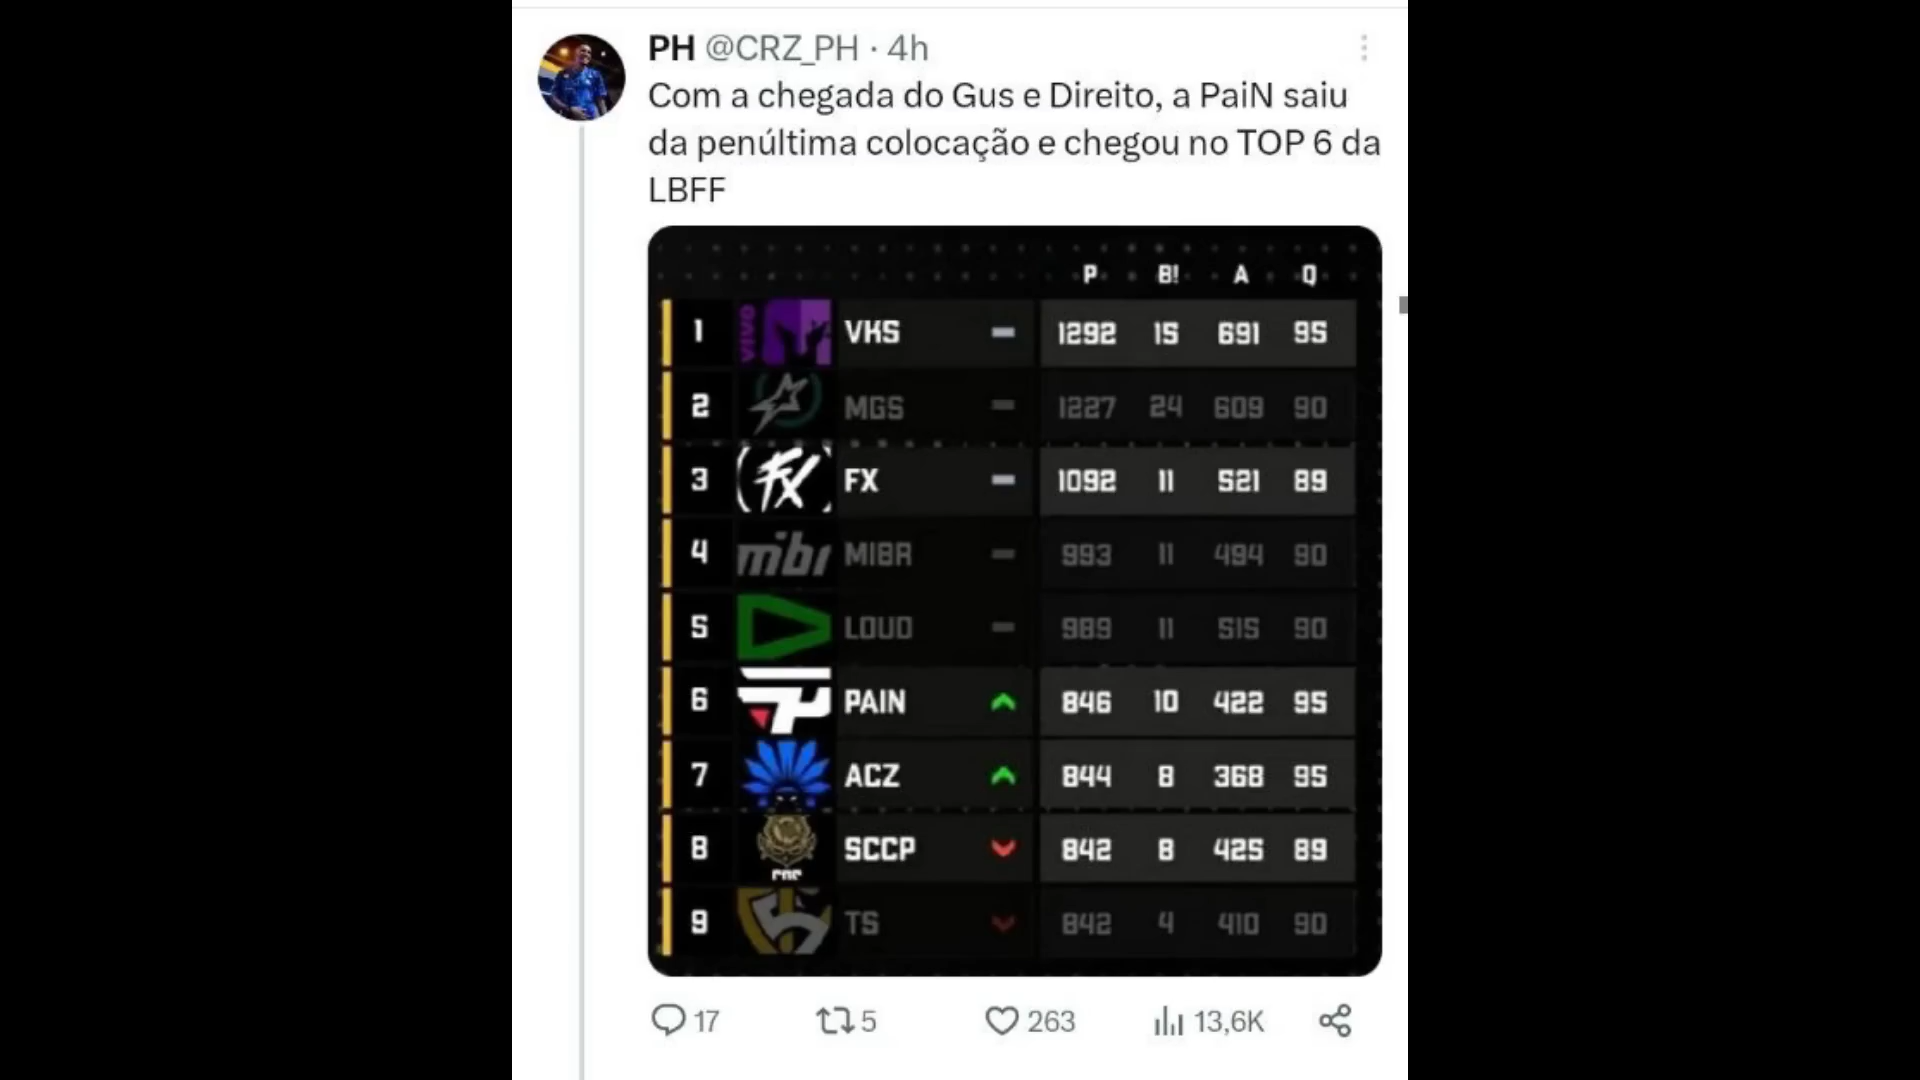 PH @CRZ_PH · 4h
Com a chegada do Gus e Direito, a PaiN saiu
da penúltima colocação e chegou no TOP 6 da
LBFF
P B! A Q
1 VIVO VKS 1292 15 691 95
2 MGS 1227 24 609 90
3 FX FX 1092 11 521 89
4 mibr MIBR 993 11 494 90
5 LOUD 989 11 515 90
6 PAIN 846 10 422 95
7 ACZ 844 8 368 95
8 SCCP 842 8 425 89
9 TS 842 4 410 90
17 5 263 13,6K